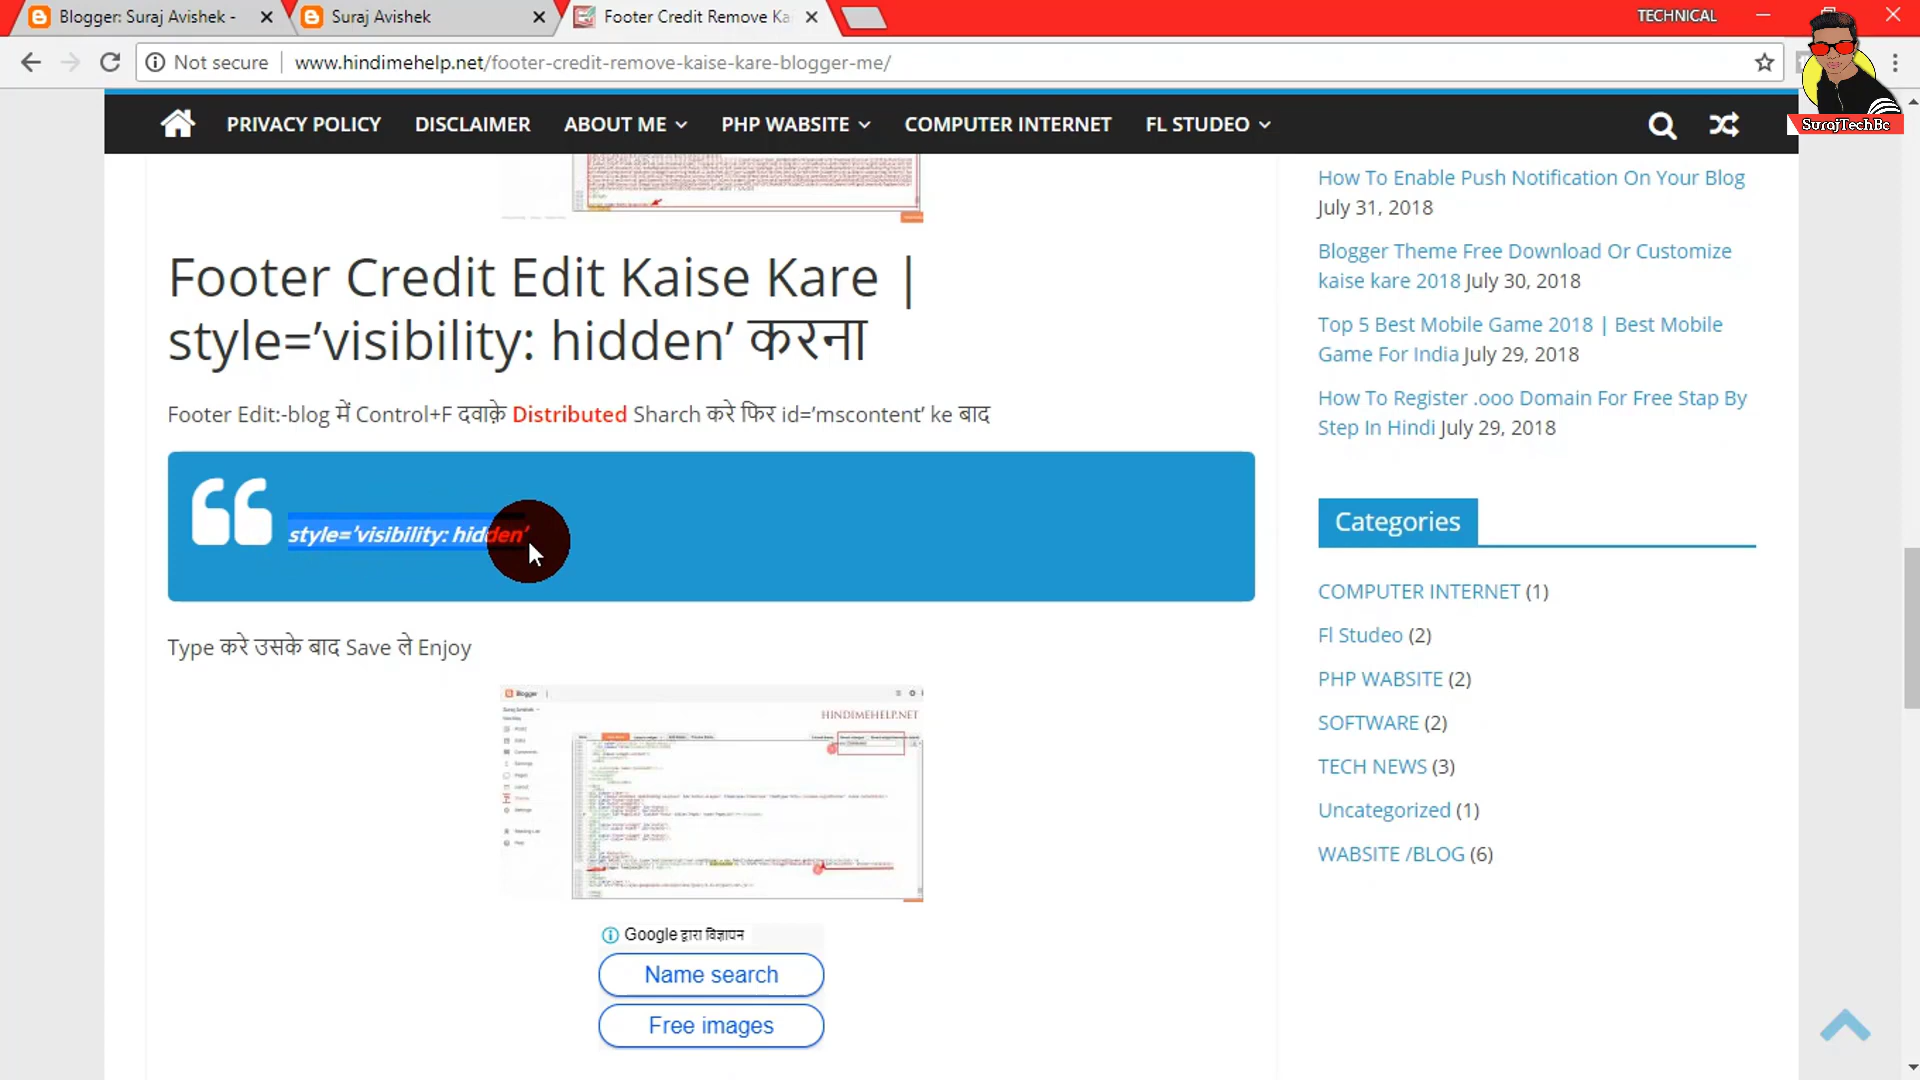 Blogger: Suraj Avishek -
Suraj Avishek
Footer Credit Remove Ka
TECHNICAL
Not secure
www.hindimehelp.net/footer-credit-remove-kaise-kare-blogger-me/
SurajTechBc
PRIVACY POLICY
DISCLAIMER
ABOUT ME
PHP WABSITE
COMPUTER INTERNET
FL STUDEO
Footer Credit Edit Kaise Kare |
style=’visibility: hidden’ करना
Footer Edit:-blog में Control+F दवाक़े Distributed Sharch करे फिर id=’mscontent’ ke बाद
style=’visibility: hidden’
Type करे उसके बाद Save ले Enjoy
Blogger
HINDIMEHELP.NET
Google द्वारा विज्ञापन
Name search
Free images
How To Enable Push Notification On Your Blog
July 31, 2018
Blogger Theme Free Download Or Customize
kaise kare 2018 July 30, 2018
Top 5 Best Mobile Game 2018 | Best Mobile
Game For India July 29, 2018
How To Register .ooo Domain For Free Stap By
Step In Hindi July 29, 2018
Categories
COMPUTER INTERNET (1)
Fl Studeo (2)
PHP WABSITE (2)
SOFTWARE (2)
TECH NEWS (3)
Uncategorized (1)
WABSITE /BLOG (6)